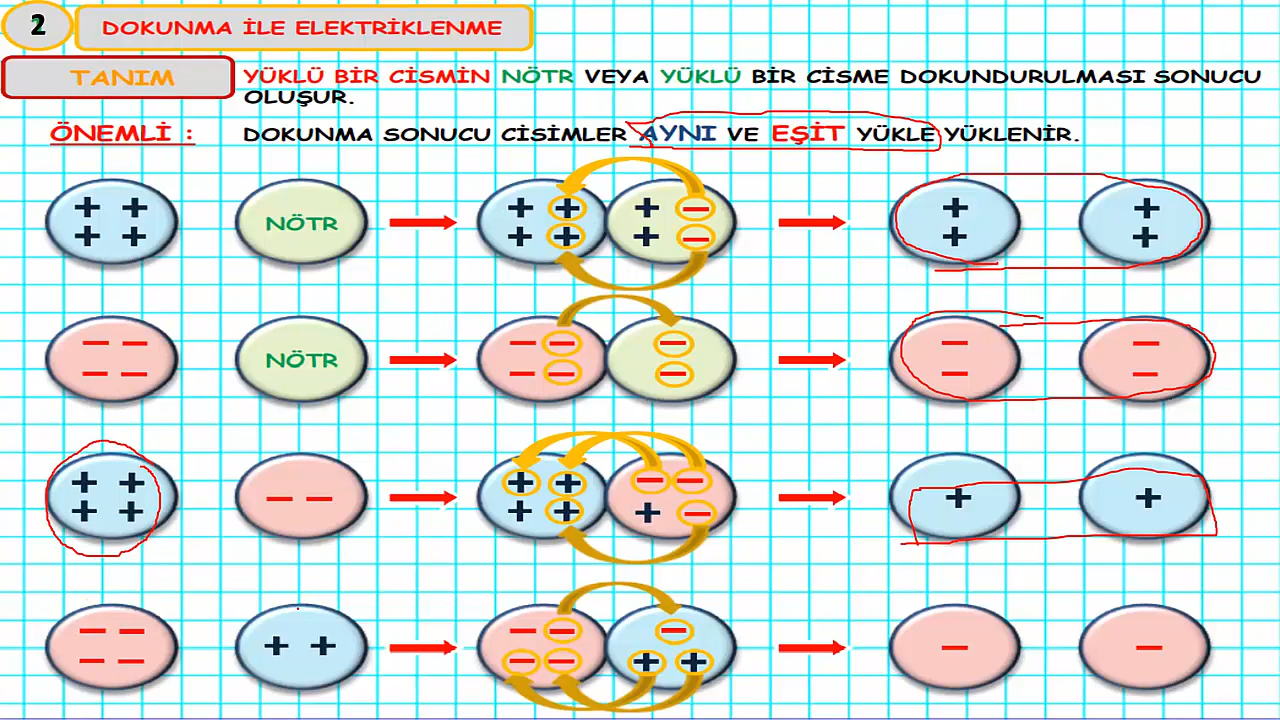 2
DOKUNMA İLE ELEKTRİKLENME
TANIM
YÜKLÜ BİR CİSMİN NÖTR VEYA YÜKLÜ BİR CİSME DOKUNDURULMASI SONUCU
OLUŞUR.
ÖNEMLİ :
DOKUNMA SONUCU CİSİMLER AYNI VE EŞİT YÜKLE YÜKLENİR.
+ + + + NÖTR + + + + + − + − + + + +
− − − − NÖTR − − − − − − − − − −
+ + + + − − + + + + − − + − + +
− − − − + + − − − − − + + − −